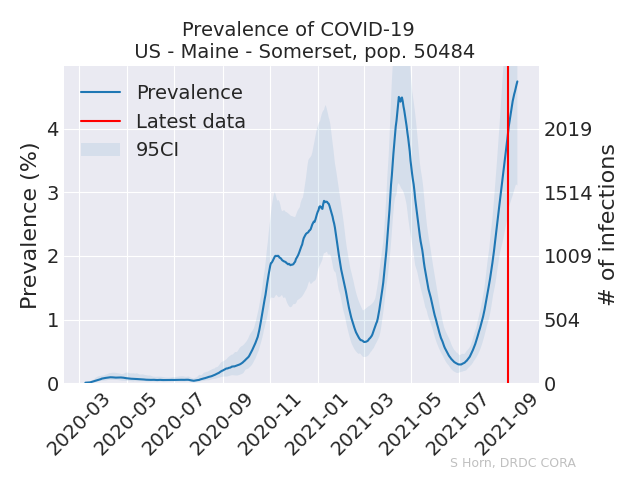 Prevalence of COVID-19
US - Maine - Somerset, pop. 50484
Prevalence
Latest data
95CI
Prevalence (%)
4
3
2
1
0
2019
1514
1009
504
0
# of infections
2020-03
2020-05
2020-07
2020-09
2020-11
2021-01
2021-03
2021-05
2021-07
2021-09
S Horn, DRDC CORA